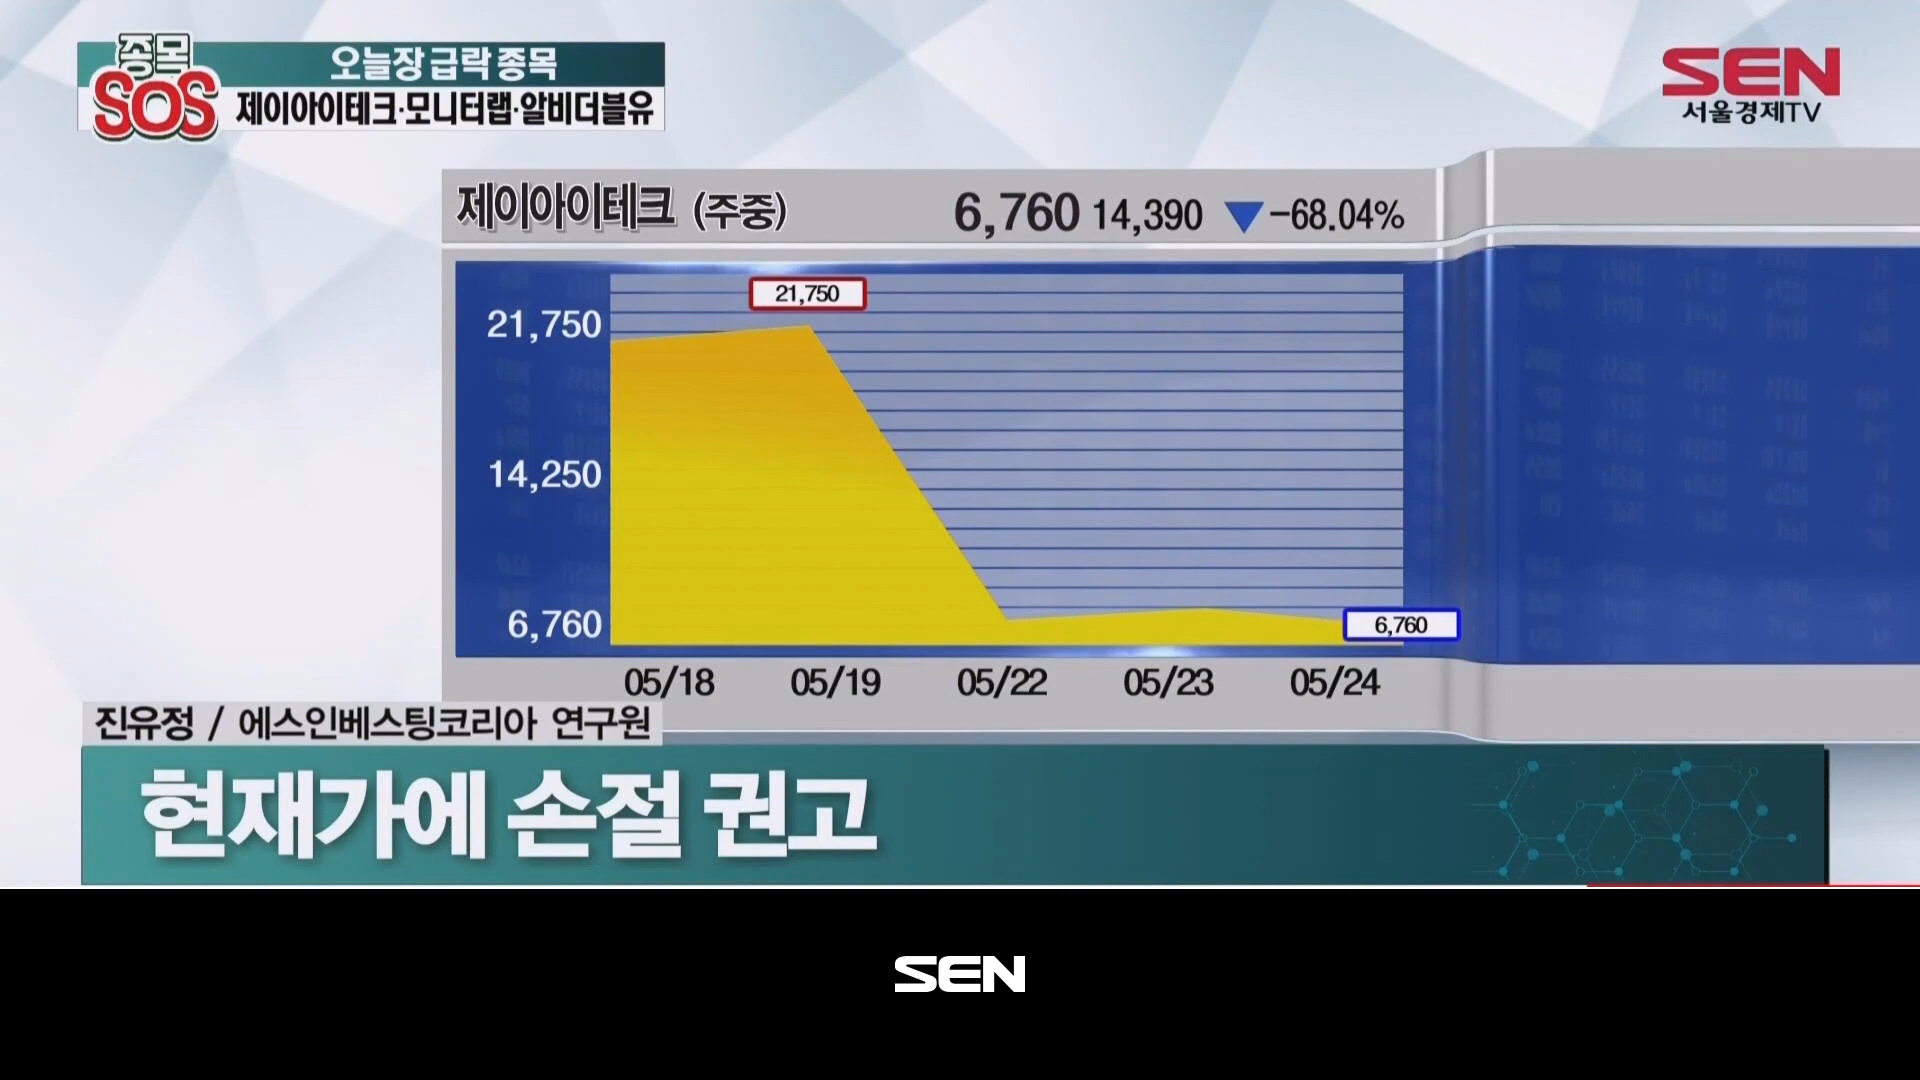 종목
SOS
오늘장 급락 종목
제이아이테크·모니터랩·알비더블유
SEN
서울경제TV
제이아이테크 (주중) 6,760 14,390 ▼-68.04%
21,750
21,750
14,250
6,760
6,760
05/18 05/19 05/22 05/23 05/24
진유정 / 에스인베스팅코리아 연구원
현재가에 손절 권고
SEN